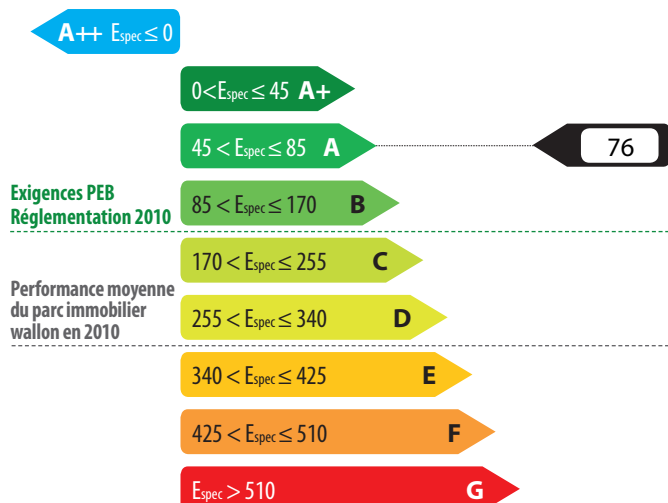 A++ Espec ≤ 0
0<Espec ≤ 45 A+
45 < Espec ≤ 85 A
76
Exigences PEB
Réglementation 2010
85 < Espec ≤ 170 B
170 < Espec ≤ 255 C
Performance moyenne
du parc immobilier
wallon en 2010
255 < Espec ≤ 340 D
340 < Espec ≤ 425 E
425 < Espec ≤ 510 F
Espec > 510 G